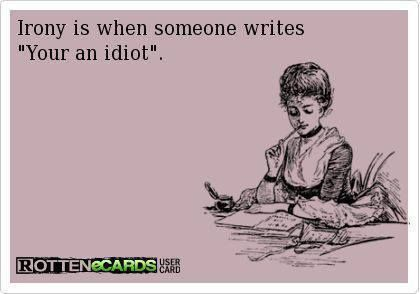 Irony is when someone writes
"Your an idiot".
ROTTENeCARDS USER
CARD